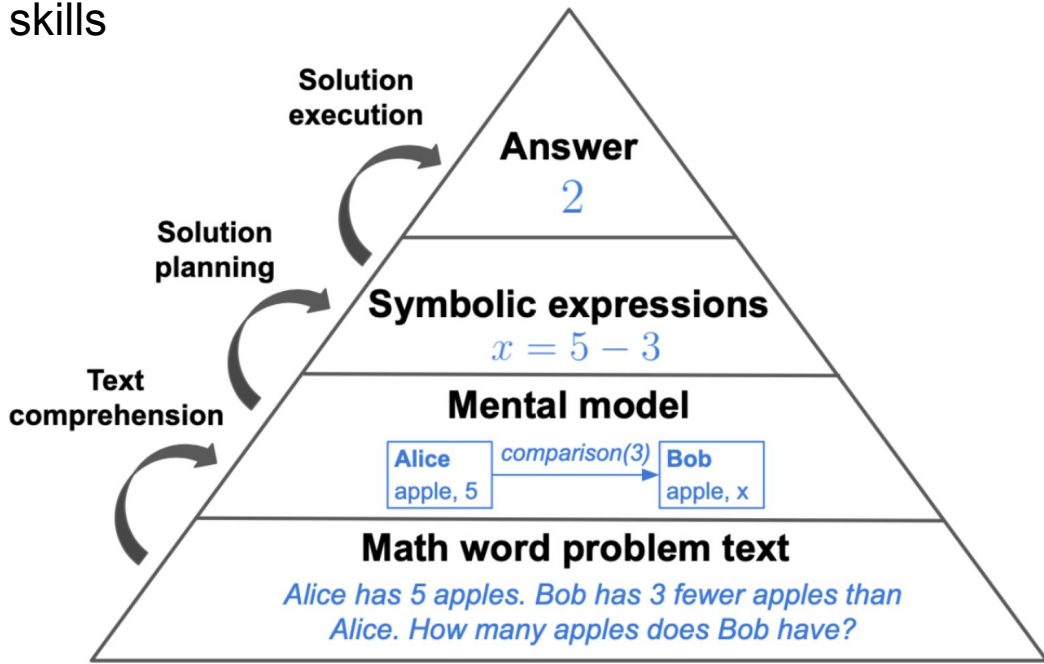 skills
Solution
execution
Answer
2
Solution
planning
Symbolic expressions
x = 5 − 3
Text
comprehension
Mental model
Alice
apple, 5
comparison(3)
Bob
apple, x
Math word problem text
Alice has 5 apples. Bob has 3 fewer apples than
Alice. How many apples does Bob have?